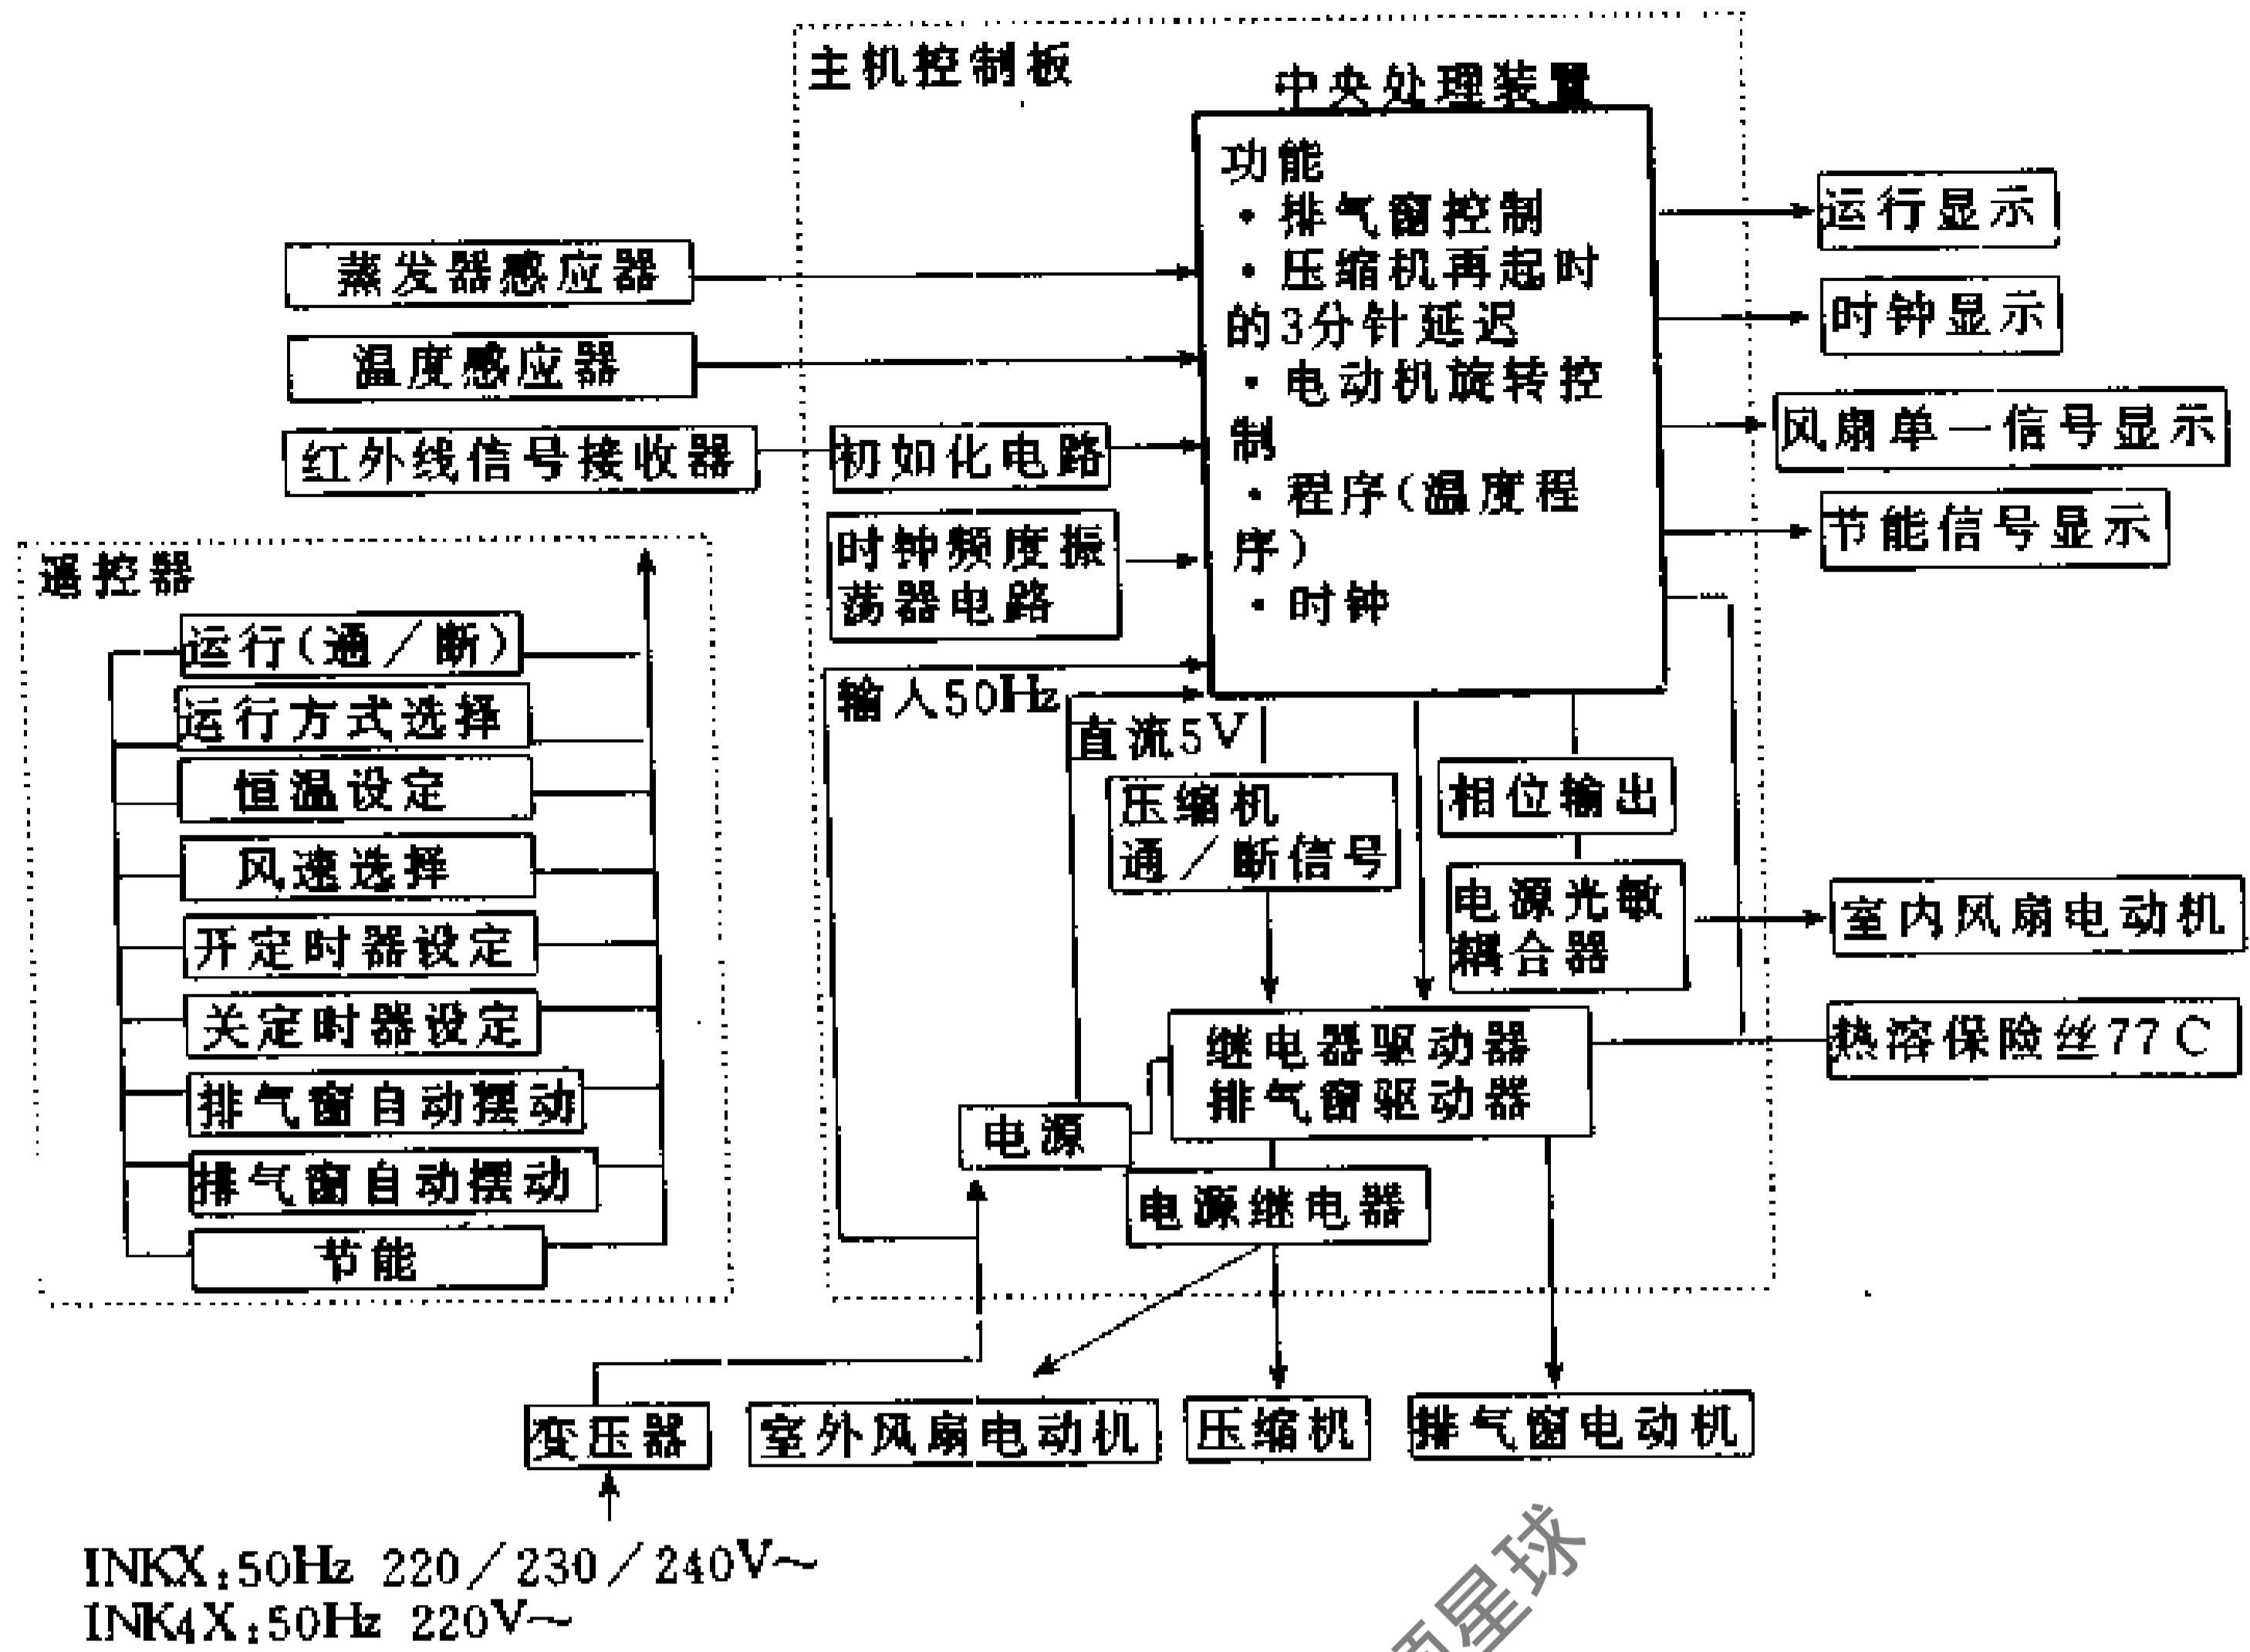 主机控制板
中央处理装置
功能
·排气窗控制
·压缩机再起时
的3分针延迟
·电动机旋转控
制
·程序(温度程
序)
·时钟
蒸发器感应器
温度感应器
红外线信号接收器
初如化电路
时钟频度振
荡器电路
输入50Hz
直流5V
运行显示
时钟显示
风扇单一信号显示
节能信号显示
遥控器
运行(通/断)
运行方式选择
恒温设定
风速选择
开定时器设定
关定时器设定
排气窗自动摆动
排气窗自动摆动
节能
压缩机
通/断信号
相位输出
电源光敏
耦合器
室内风扇电动机
继电器驱动器
排气窗驱动器
热溶保险丝77C
电源
电源继电器
变压器
室外风扇电动机
压缩机
排气窗电动机
INKX:50Hz 220/230/240V~
INK4X:50Hz 220V~
星球